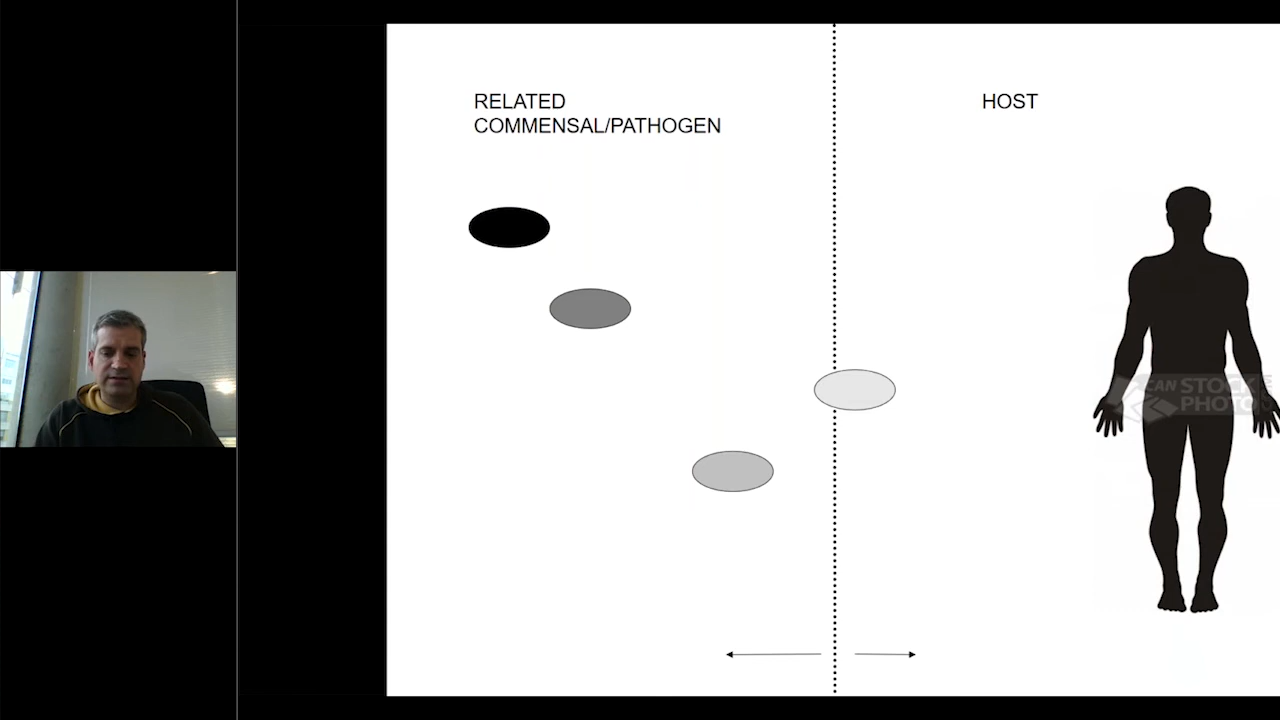 RELATED
COMMENSAL/PATHOGEN
HOST
CAN STOCK
PHOTO